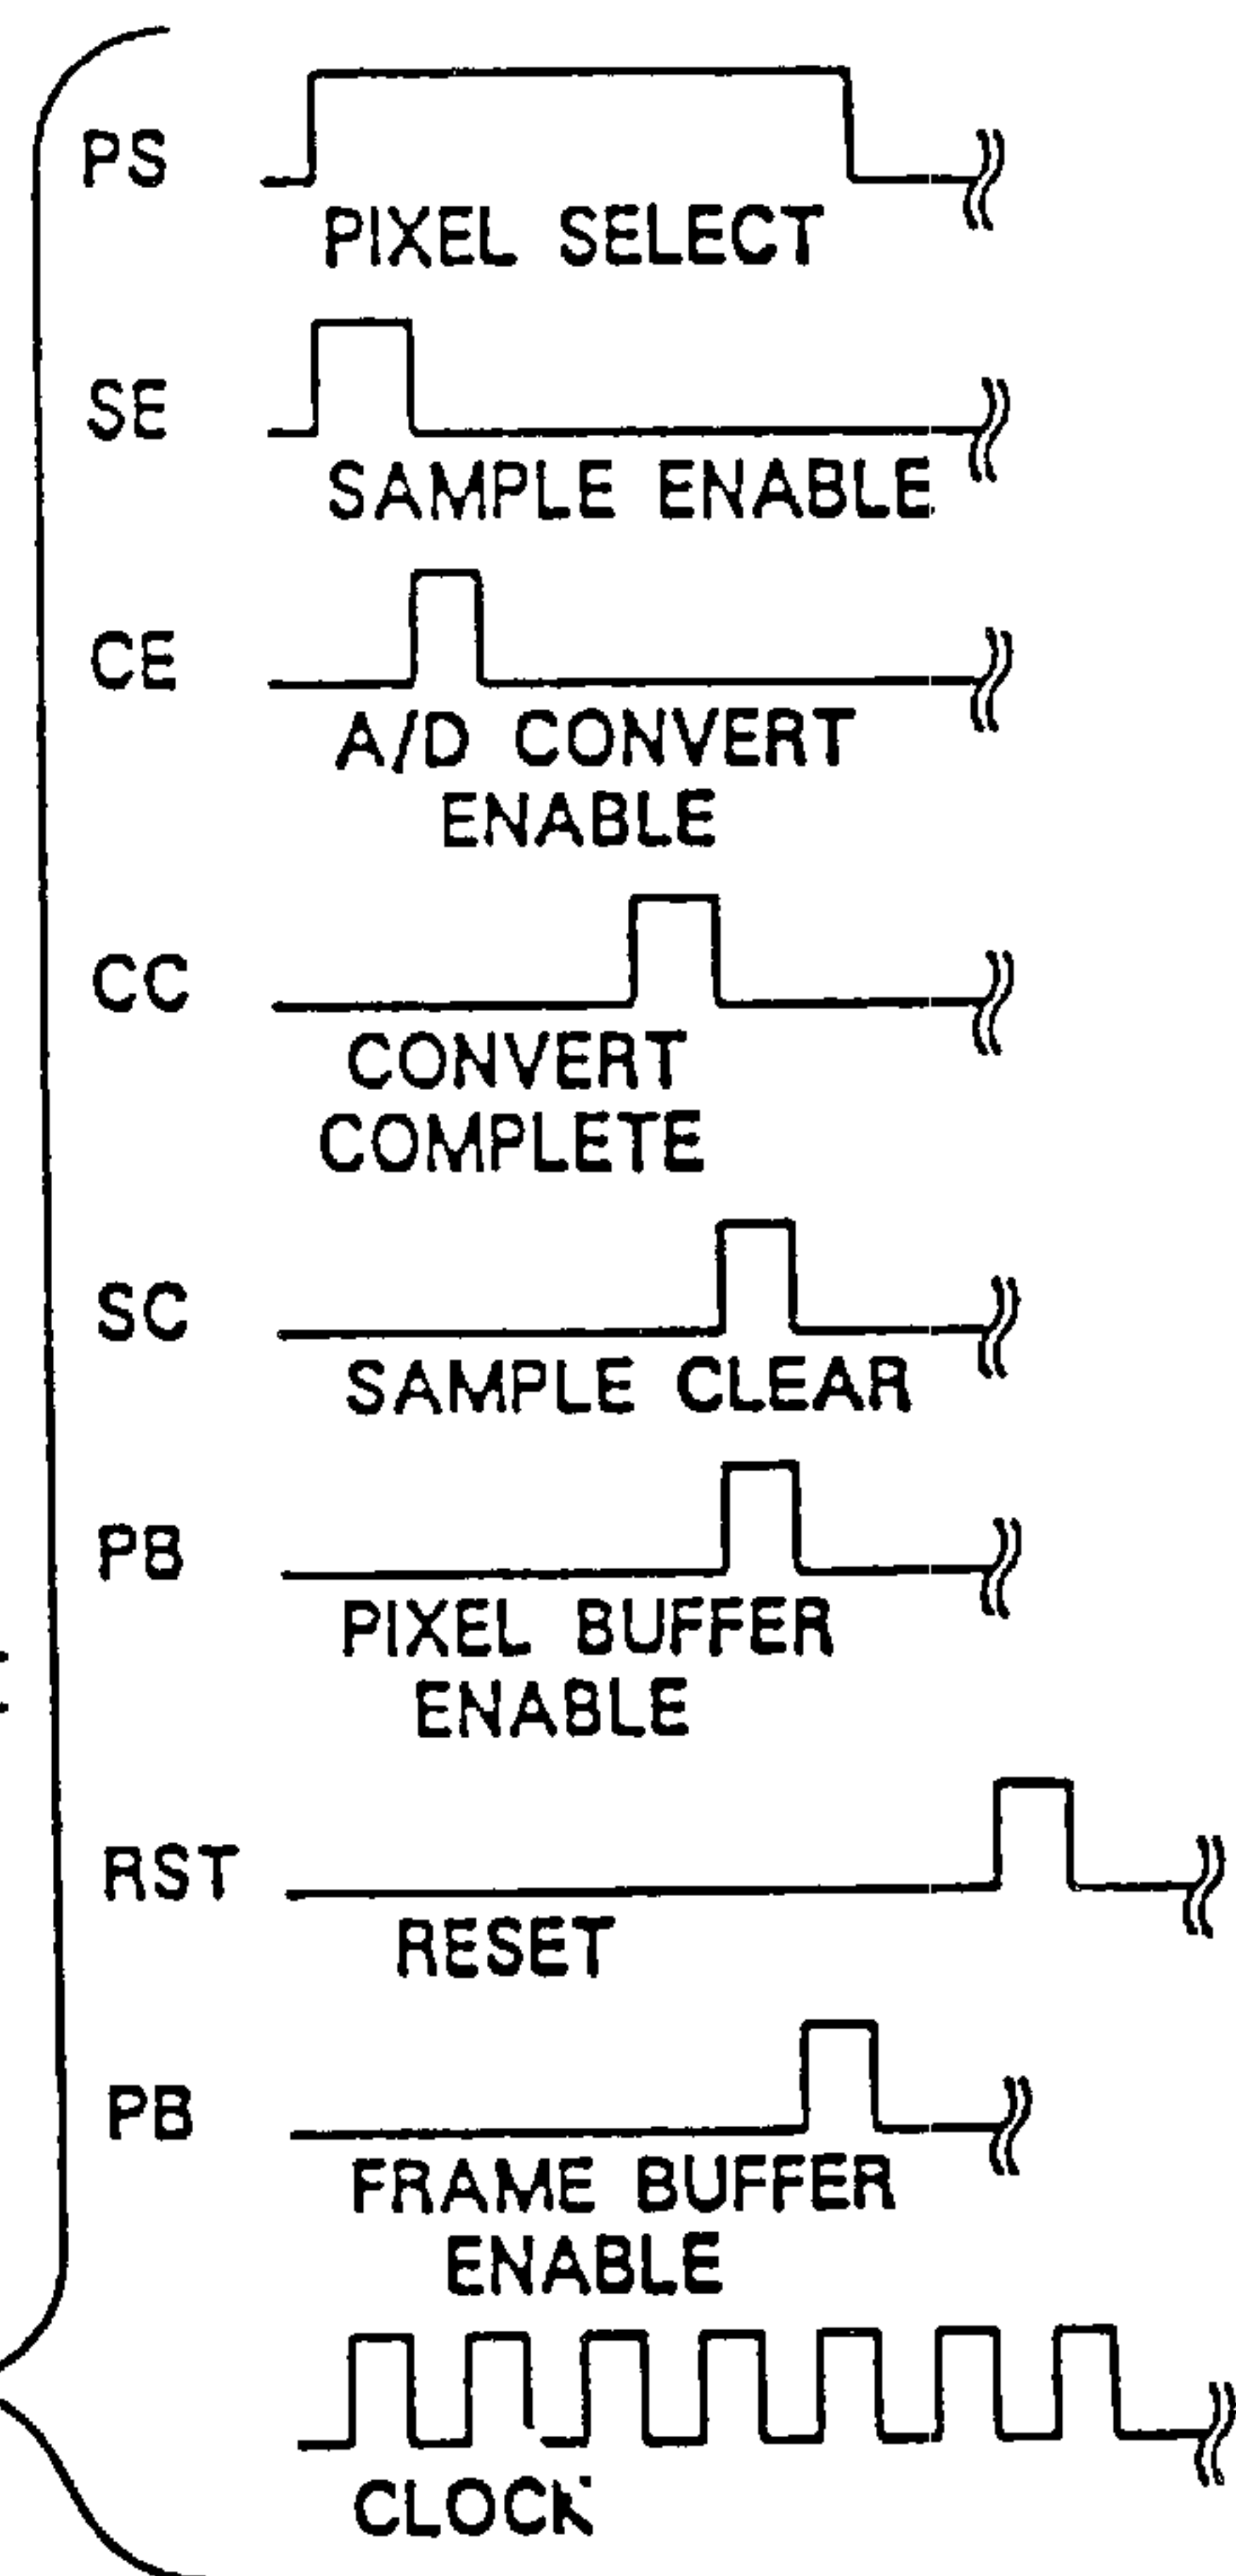 PS
PIXEL SELECT
SE
SAMPLE ENABLE
CE
A/D CONVERT
ENABLE
CC
CONVERT
COMPLETE
SC
SAMPLE CLEAR
PB
PIXEL BUFFER
ENABLE
RST
RESET
PB
FRAME BUFFER
ENABLE
CLOCK